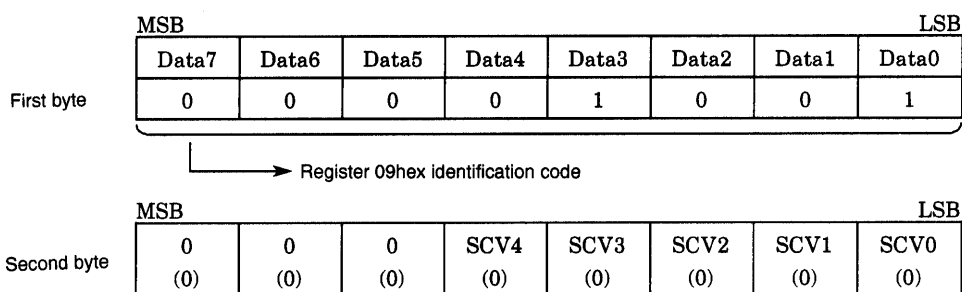 MSB LSB
Data7 Data6 Data5 Data4 Data3 Data2 Data1 Data0
First byte 0 0 0 0 1 0 0 1
Register 09hex identification code
MSB LSB
0 0 0 SCV4 SCV3 SCV2 SCV1 SCV0
Second byte
(0) (0) (0) (0) (0) (0) (0) (0)